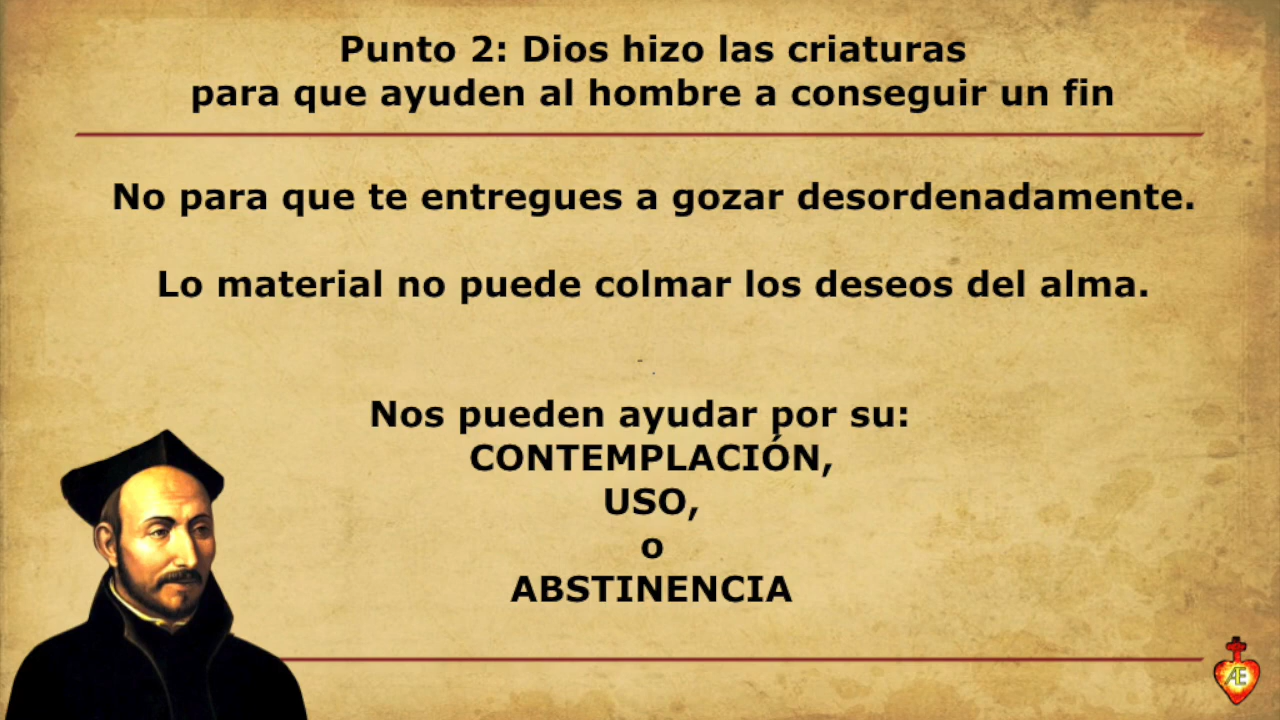 Punto 2: Dios hizo las criaturas
para que ayuden al hombre a conseguir un fin
No para que te entregues a gozar desordenadamente.
Lo material no puede colmar los deseos del alma.
Nos pueden ayudar por su:
CONTEMPLACIÓN,
USO,
o
ABSTINENCIA
Æ